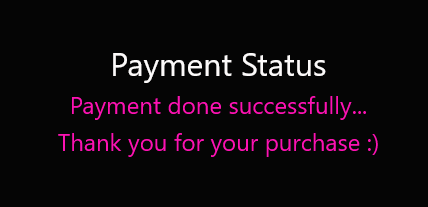 Payment Status
Payment done successfully...
Thank you for your purchase :)